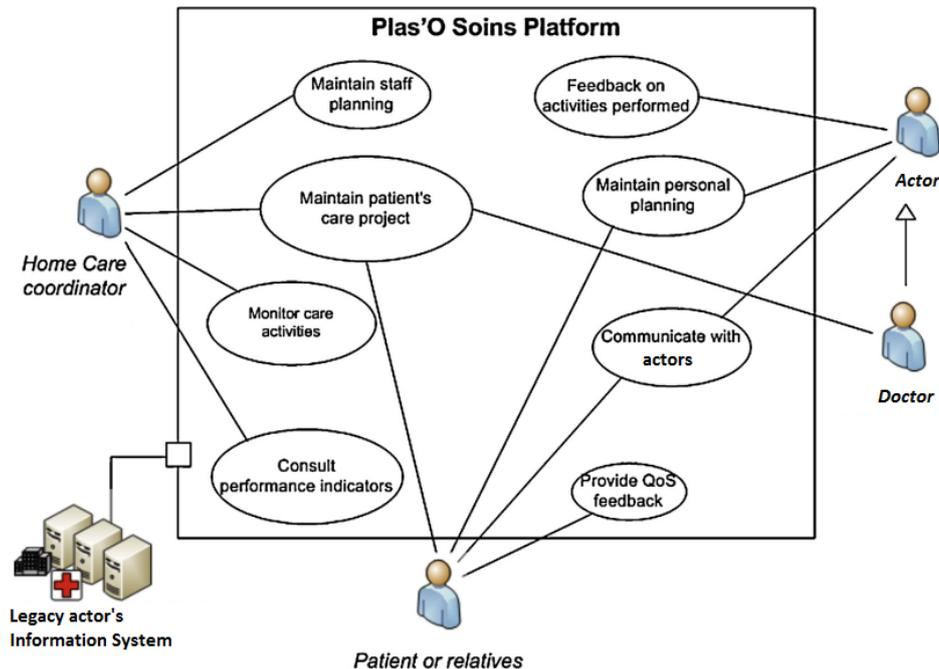 Plas'O Soins Platform
Maintain staff
planning
Feedback on
activities performed
Actor
Maintain patient's
care project
Maintain personal
planning
Home Care
coordinator
Monitor care
activities
Communicate with
actors
Doctor
Consult
performance indicators
Provide QoS
feedback
Legacy actor's
Information System
Patient or relatives